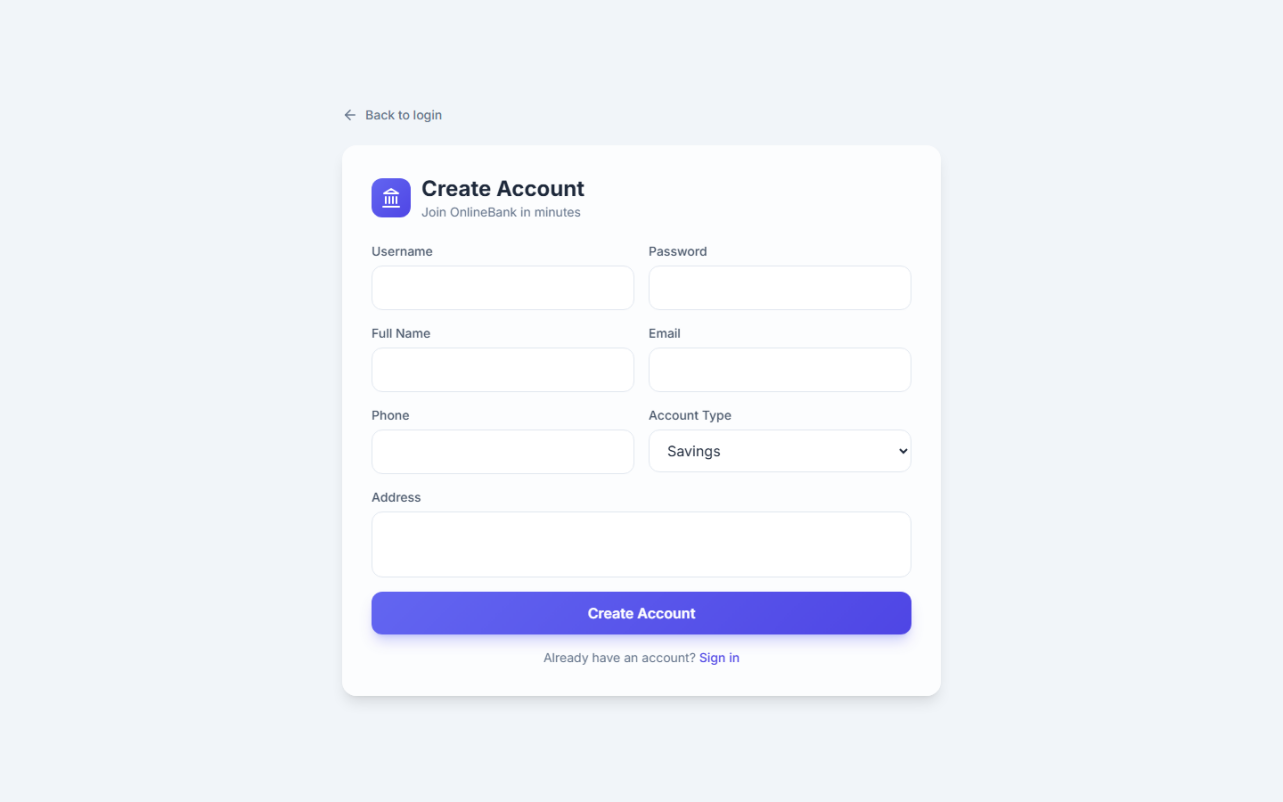 Back to login
Create Account
Join OnlineBank in minutes
Username
Password
Full Name
Email
Phone
Account Type
Savings
Address
Create Account
Already have an account? Sign in